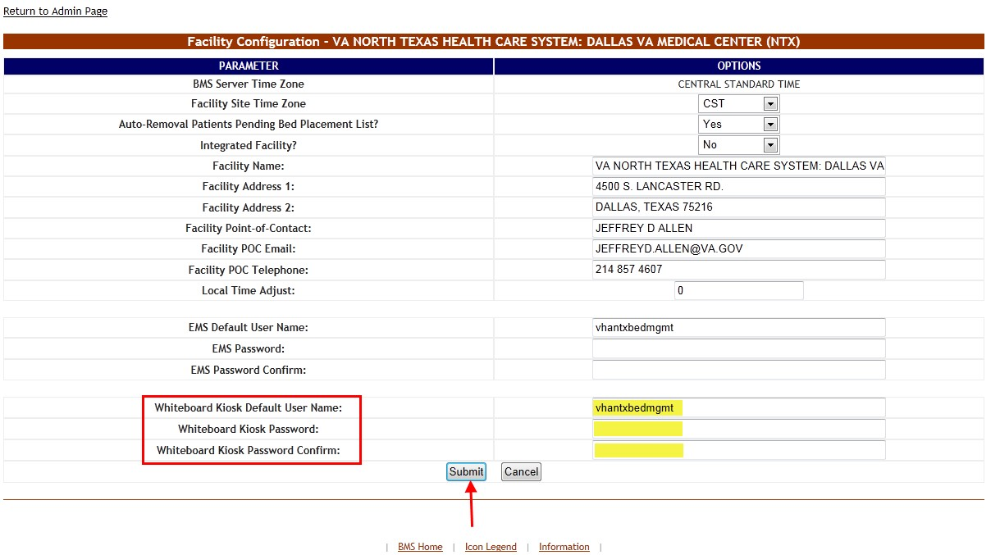 Return to Admin Page
Facility Configuration - VA NORTH TEXAS HEALTH CARE SYSTEM: DALLAS VA MEDICAL CENTER (NTX)
PARAMETER OPTIONS
BMS Server Time Zone CENTRAL STANDARD TIME
Facility Site Time Zone CST
Auto-Removal Patients Pending Bed Placement List? Yes
Integrated Facility? No
Facility Name: VA NORTH TEXAS HEALTH CARE SYSTEM: DALLAS VA
Facility Address 1: 4500 S. LANCASTER RD.
Facility Address 2: DALLAS, TEXAS 75216
Facility Point-of-Contact: JEFFREY D ALLEN
Facility POC Email: JEFFREYD.ALLEN@VA.GOV
Facility POC Telephone: 214 857 4607
Local Time Adjust: 0
EMS Default User Name: vhantxbedmgmt
EMS Password:
EMS Password Confirm:
Whiteboard Kiosk Default User Name: vhantxbedmgmt
Whiteboard Kiosk Password:
Whiteboard Kiosk Password Confirm:
Submit Cancel
| BMS Home | Icon Legend | Information |